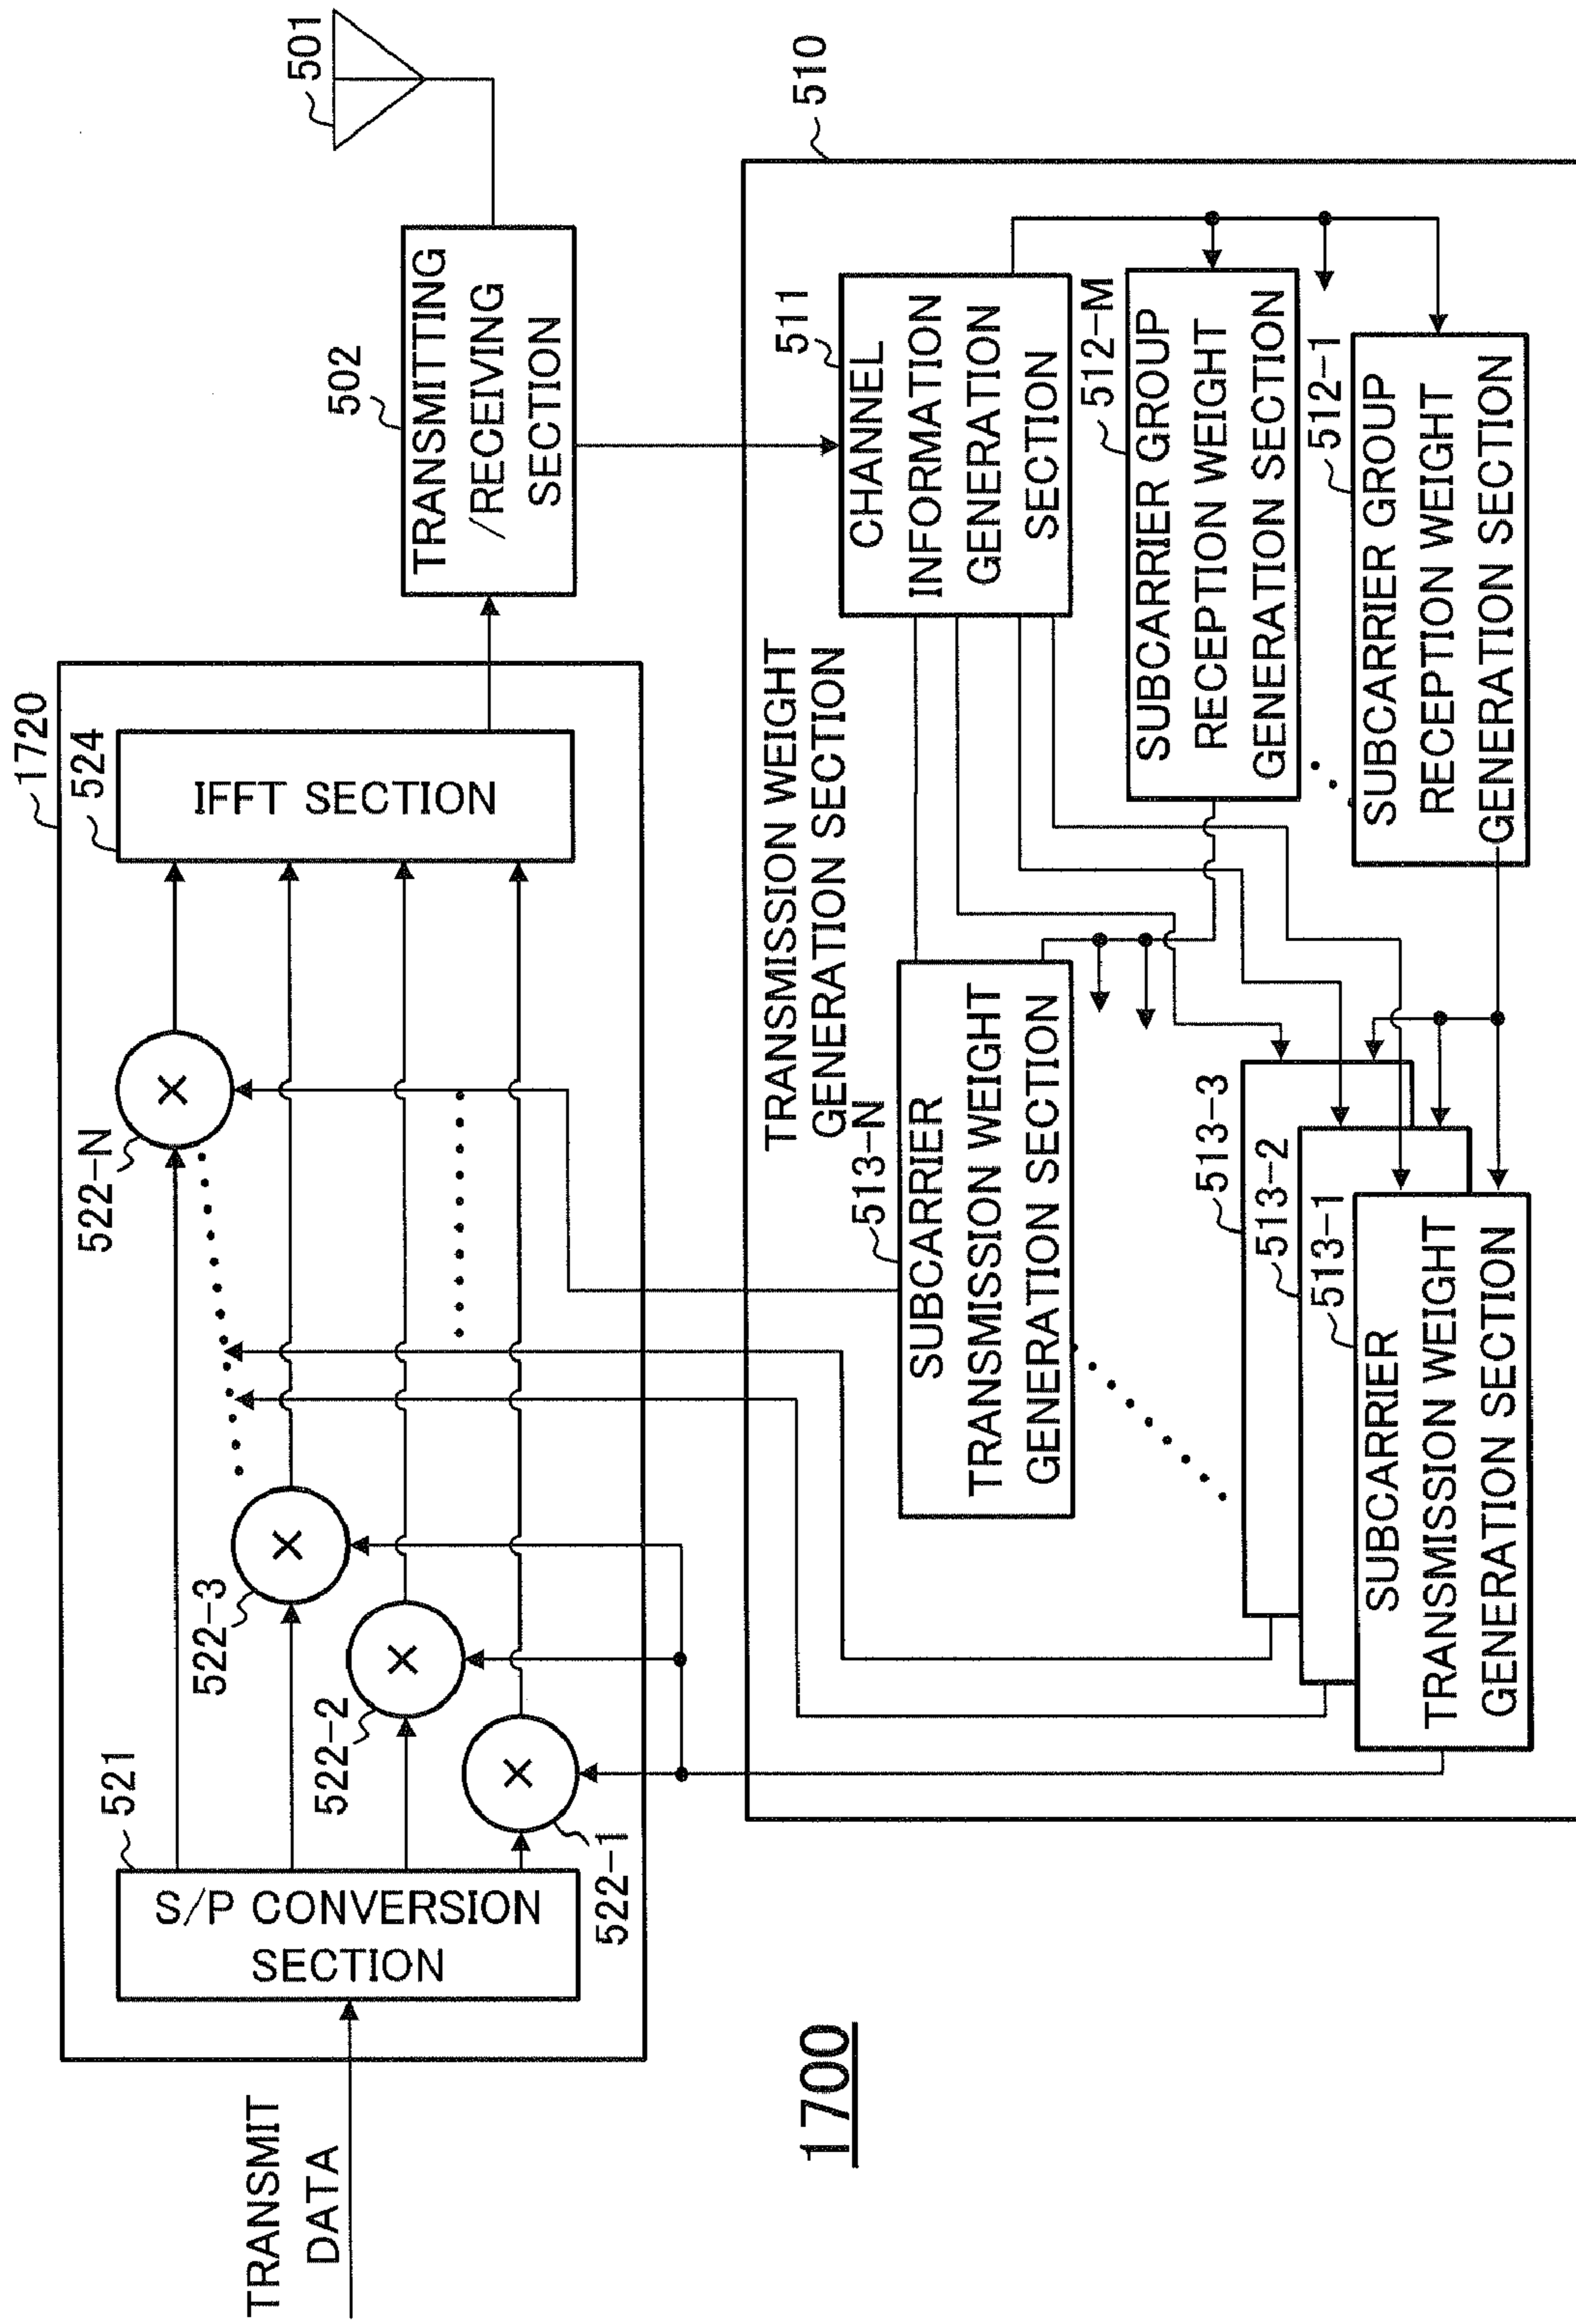 TRANSMIT
DATA
1720
521
S/P CONVERSION
SECTION
522-N
522-3
522-2
522-1
×
×
×
×
524
IFFT SECTION
502
TRANSMITTING
/RECEIVING
SECTION
501
1700
510
TRANSMISSION WEIGHT
GENERATION SECTION
511
CHANNEL
INFORMATION
GENERATION
SECTION
512-M
SUBCARRIER GROUP
RECEPTION WEIGHT
GENERATION SECTION
512-1
SUBCARRIER GROUP
RECEPTION WEIGHT
GENERATION SECTION
513-N
SUBCARRIER
TRANSMISSION WEIGHT
GENERATION SECTION
513-3
513-2
513-1
SUBCARRIER
TRANSMISSION WEIGHT
GENERATION SECTION